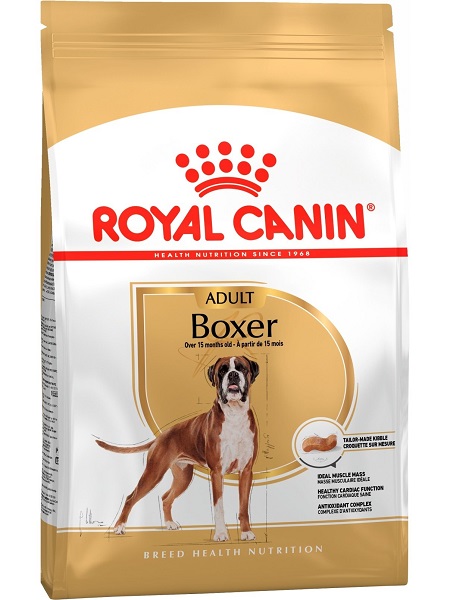 ROYAL CANIN®
HEALTH NUTRITION SINCE 1968
ADULT
Boxer
Over 15 months old - À partir de 15 mois
TAILOR-MADE KIBBLE
CROQUETTE SUR MESURE
IDEAL MUSCLE MASS
MASSE MUSCULAIRE IDÉALE
HEALTHY CARDIAC FUNCTION
FONCTION CARDIAQUE SAINE
ANTIOXIDANT COMPLEX
COMPLEXE D'ANTIOXYDANTS
BREED HEALTH NUTRITION